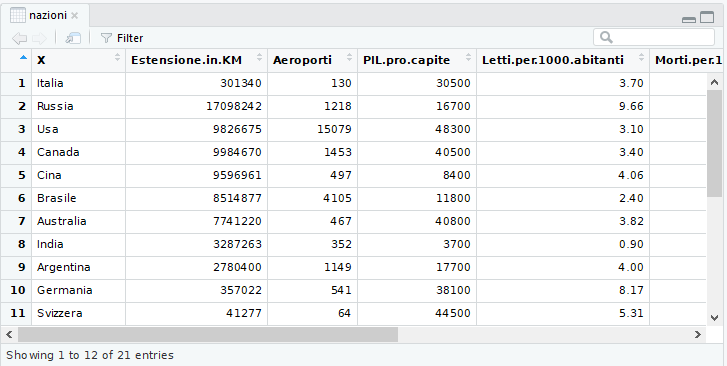 nazioni
Filter
X Estensione.in.KM Aeroporti PIL.pro.capite Letti.per.1000.abitanti Morti.per.1
1 Italia 301340 130 30500 3.70
2 Russia 17098242 1218 16700 9.66
3 Usa 9826675 15079 48300 3.10
4 Canada 9984670 1453 40500 3.40
5 Cina 9596961 497 8400 4.06
6 Brasile 8514877 4105 11800 2.40
7 Australia 7741220 467 40800 3.82
8 India 3287263 352 3700 0.90
9 Argentina 2780400 1149 17700 4.00
10 Germania 357022 541 38100 8.17
11 Svizzera 41277 64 44500 5.31
Showing 1 to 12 of 21 entries